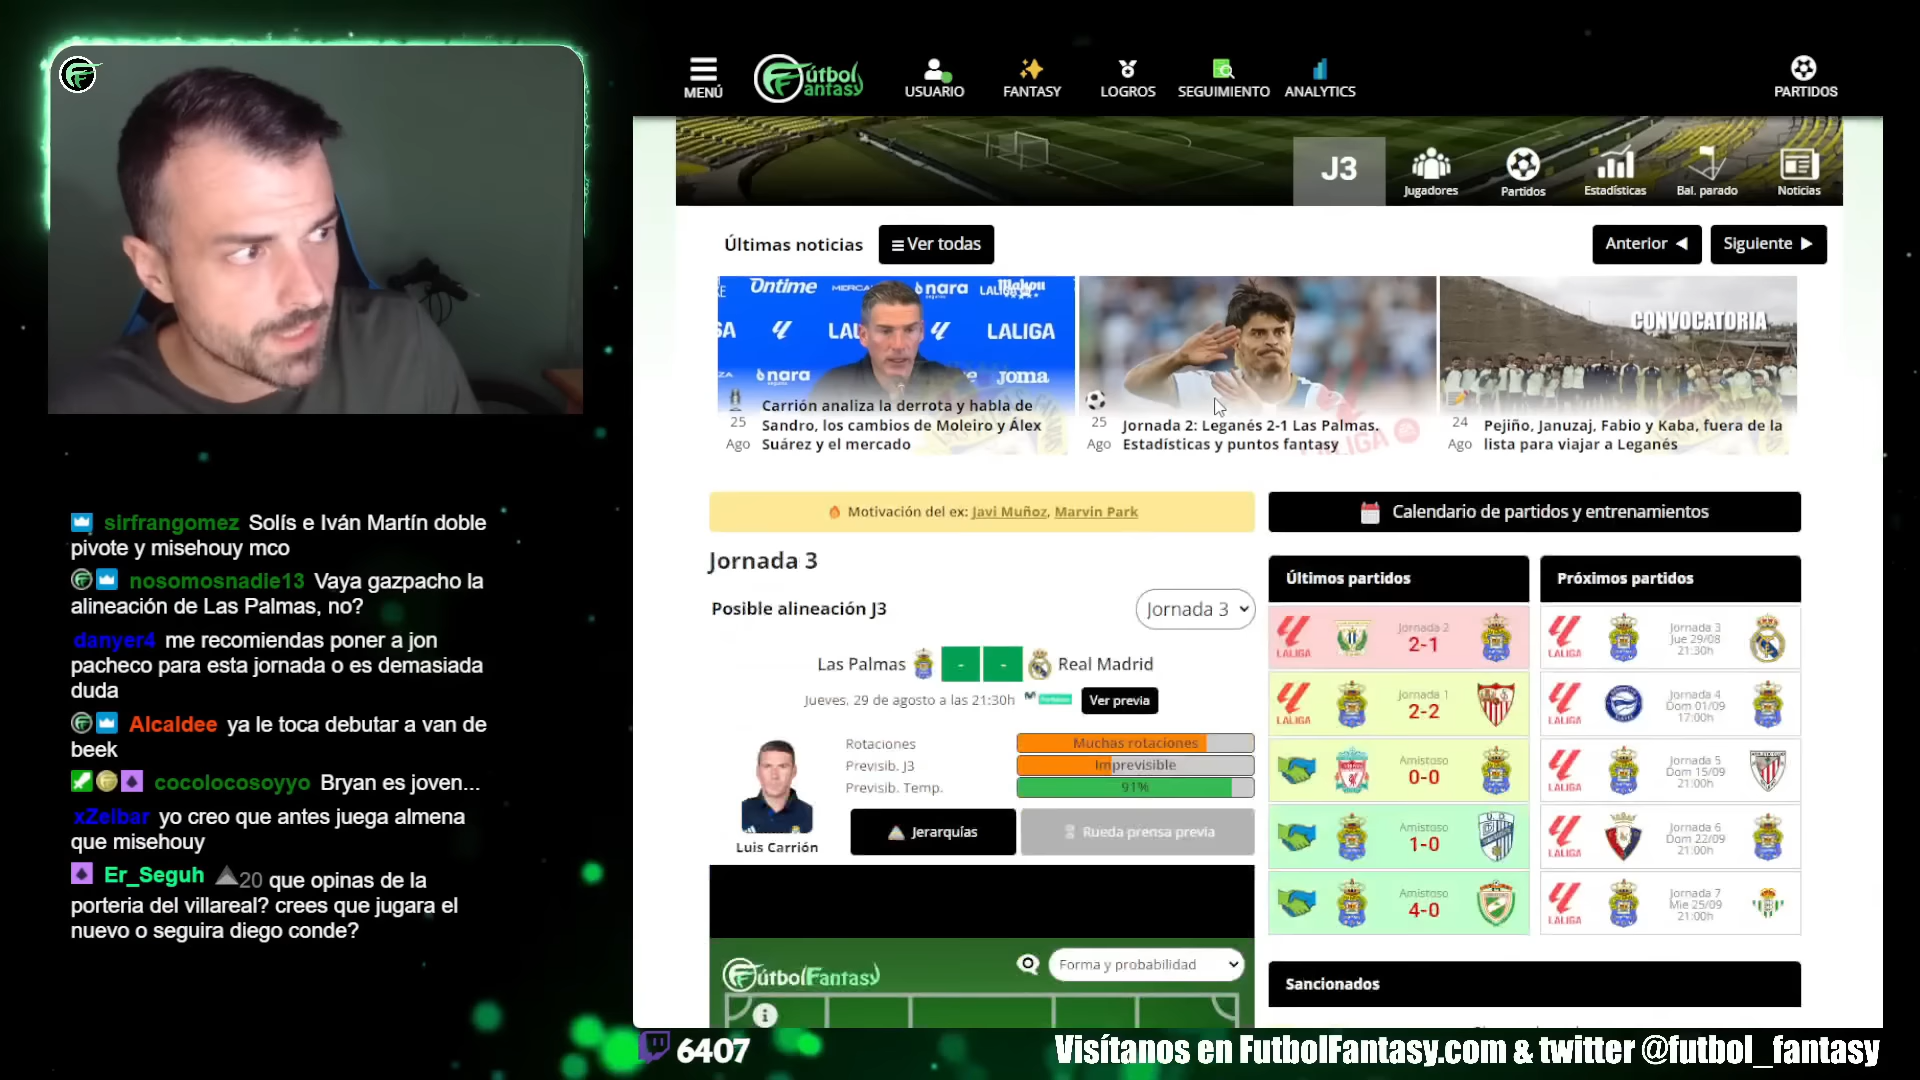 MENÚ
FútbolFantasy
USUARIO
FANTASY
LOGROS
SEGUIMIENTO
ANALYTICS
PARTIDOS
J3
Jugadores
Partidos
Estadísticas
Bal. parado
Noticias
Últimas noticias
Ver todas
Anterior
Siguiente
Ontime
nara
LALIGA
nara
Joma
25
Ago
Carrión analiza la derrota y habla de
Sandro, los cambios de Moleiro y Álex
Suárez y el mercado
25
Ago
Jornada 2: Leganés 2-1 Las Palmas.
Estadísticas y puntos fantasy
CONVOCATORIA
24
Ago
Pejiño, Januzaj, Fabio y Kaba, fuera de la
lista para viajar a Leganés
Motivación del ex: Javi Muñoz, Marvin Park
Calendario de partidos y entrenamientos
Jornada 3
Posible alineación J3
Jornada 3
Las Palmas - - Real Madrid
Jueves, 29 de agosto a las 21:30h
Ver previa
Rotaciones
Muchas rotaciones
Previsib. J3
Imprevisible
Previsib. Temp.
91%
Luis Carrión
Jerarquías
Rueda prensa previa
FútbolFantasy
Forma y probabilidad
Últimos partidos
LALIGA
Jornada 2
2-1
LALIGA
Jornada 1
2-2
Amistoso
0-0
Amistoso
1-0
Amistoso
4-0
Próximos partidos
LALIGA
Jornada 3
Jue 29/08
21:30h
LALIGA
Jornada 4
Dom 01/09
17:00h
LALIGA
Jornada 5
Dom 15/09
21:00h
LALIGA
Jornada 6
Dom 22/09
21:00h
LALIGA
Jornada 7
Mie 25/09
21:00h
Sancionados
sirfrangomez Solís e Iván Martín doble
pivote y misehouy mco
nosomosnadie13 Vaya gazpacho la
alineación de Las Palmas, no?
danyer4 me recomiendas poner a jon
pacheco para esta jornada o es demasiada
duda
Alcaldee ya le toca debutar a van de
beek
cocolocosoyyo Bryan es joven...
xZelbar yo creo que antes juega almena
que misehouy
Er_Seguh 20 que opinas de la
porteria del villareal? crees que jugara el
nuevo o seguira diego conde?
6407
Visítanos en FutbolFantasy.com & twitter @futbol_fantasy